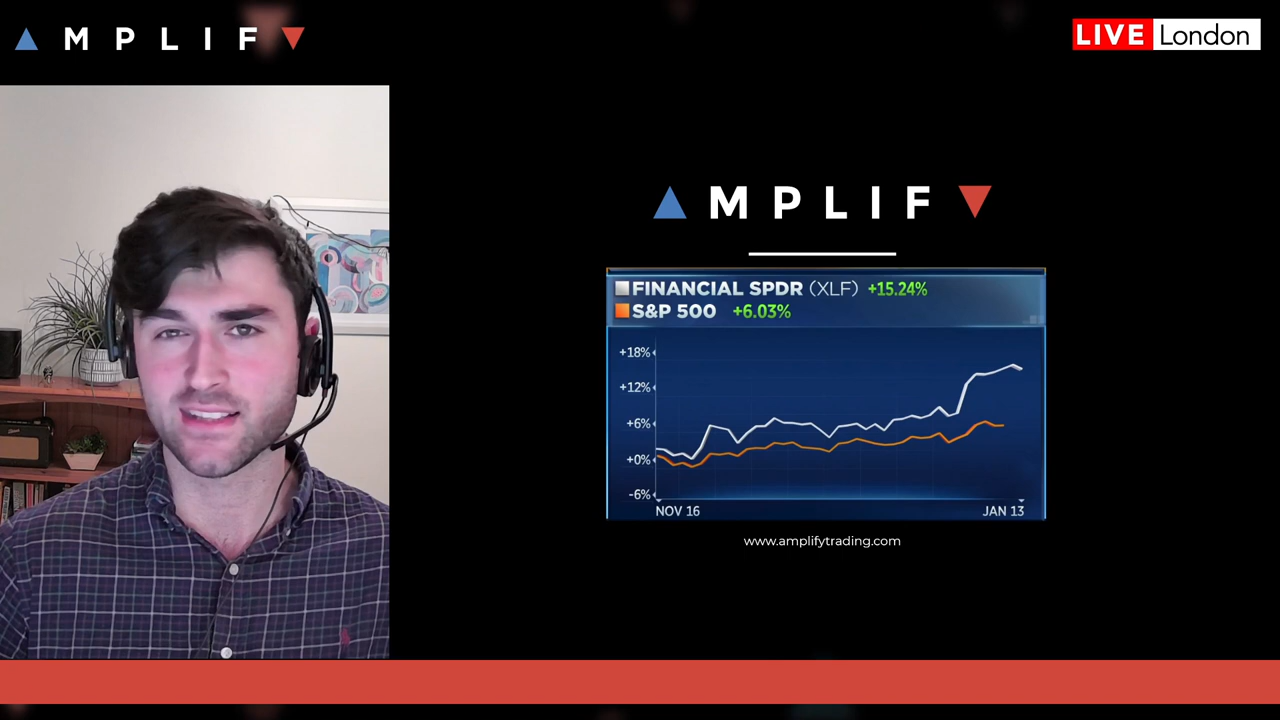 ▲MPLIF▼
LIVE London
▲MPLIF▼
FINANCIAL SPDR (XLF) +15.24%
S&P 500 +6.03%
+18%
+12%
+6%
+0%
-6%
NOV 16 JAN 13
www.amplifytrading.com